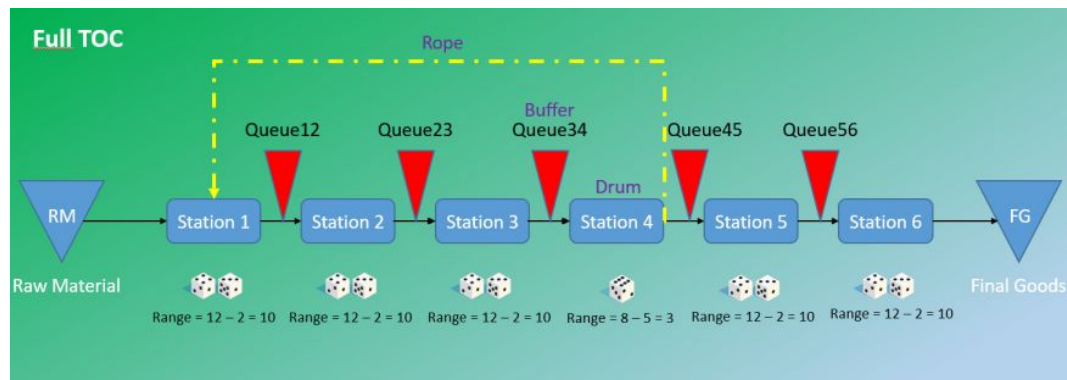 Full TOC
Rope
Buffer
Queue12
Queue23
Queue34
Queue45
Queue56
Drum
RM
Station 1
Station 2
Station 3
Station 4
Station 5
Station 6
FG
Raw Material
Final Goods
Range = 12 – 2 = 10
Range = 12 – 2 = 10
Range = 12 – 2 = 10
Range = 8 – 5 = 3
Range = 12 – 2 = 10
Range = 12 – 2 = 10